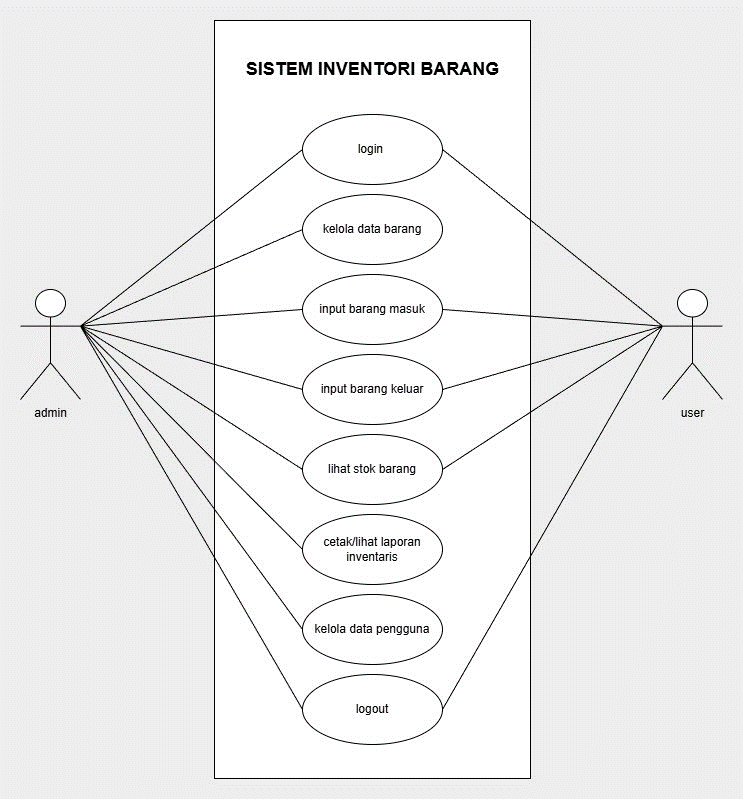 SISTEM INVENTORI BARANG
login
kelola data barang
input barang masuk
input barang keluar
admin
user
lihat stok barang
cetak/lihat laporan
inventaris
kelola data pengguna
logout